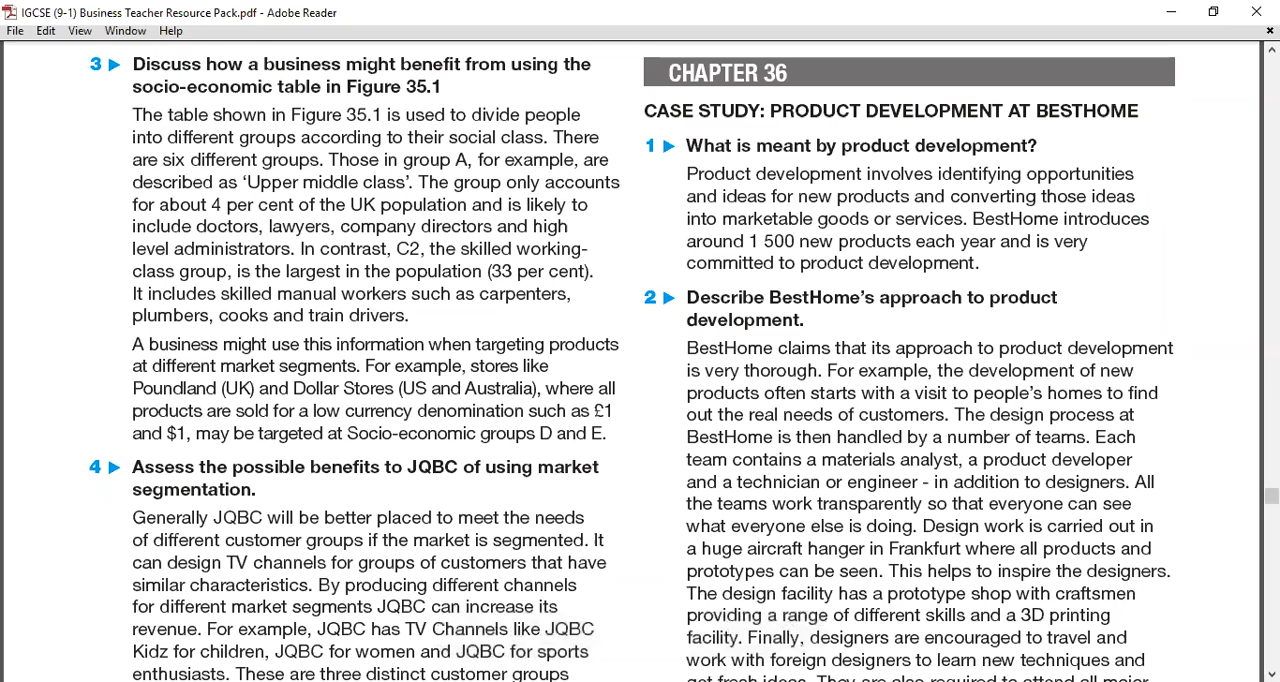 IGCSE (9-1) Business Teacher Resource Pack.pdf - Adobe Reader
File Edit View Window Help
3 Discuss how a business might benefit from using the
socio-economic table in Figure 35.1
The table shown in Figure 35.1 is used to divide people
into different groups according to their social class. There
are six different groups. Those in group A, for example, are
described as ‘Upper middle class’. The group only accounts
for about 4 per cent of the UK population and is likely to
include doctors, lawyers, company directors and high
level administrators. In contrast, C2, the skilled working-
class group, is the largest in the population (33 per cent).
It includes skilled manual workers such as carpenters,
plumbers, cooks and train drivers.
A business might use this information when targeting products
at different market segments. For example, stores like
Poundland (UK) and Dollar Stores (US and Australia), where all
products are sold for a low currency denomination such as £1
and $1, may be targeted at Socio-economic groups D and E.
4 Assess the possible benefits to JQBC of using market
segmentation.
Generally JQBC will be better placed to meet the needs
of different customer groups if the market is segmented. It
can design TV channels for groups of customers that have
similar characteristics. By producing different channels
for different market segments JQBC can increase its
revenue. For example, JQBC has TV Channels like JQBC
Kidz for children, JQBC for women and JQBC for sports
enthusiasts. These are three distinct customer groups
CHAPTER 36
CASE STUDY: PRODUCT DEVELOPMENT AT BESTHOME
1 What is meant by product development?
Product development involves identifying opportunities
and ideas for new products and converting those ideas
into marketable goods or services. BestHome introduces
around 1 500 new products each year and is very
committed to product development.
2 Describe BestHome’s approach to product
development.
BestHome claims that its approach to product development
is very thorough. For example, the development of new
products often starts with a visit to people’s homes to find
out the real needs of customers. The design process at
BestHome is then handled by a number of teams. Each
team contains a materials analyst, a product developer
and a technician or engineer - in addition to designers. All
the teams work transparently so that everyone can see
what everyone else is doing. Design work is carried out in
a huge aircraft hanger in Frankfurt where all products and
prototypes can be seen. This helps to inspire the designers.
The design facility has a prototype shop with craftsmen
providing a range of different skills and a 3D printing
facility. Finally, designers are encouraged to travel and
work with foreign designers to learn new techniques and
get fresh ideas. They are also required to attend all major